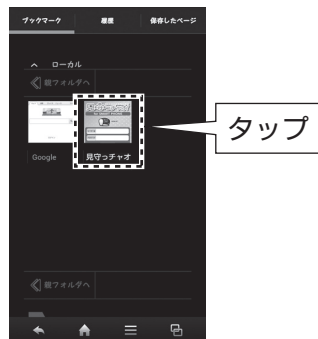 ブックマーク 履歴 保存したページ
ローカル
親フォルダへ
Google 見守っチャオ
タップ
親フォルダへ